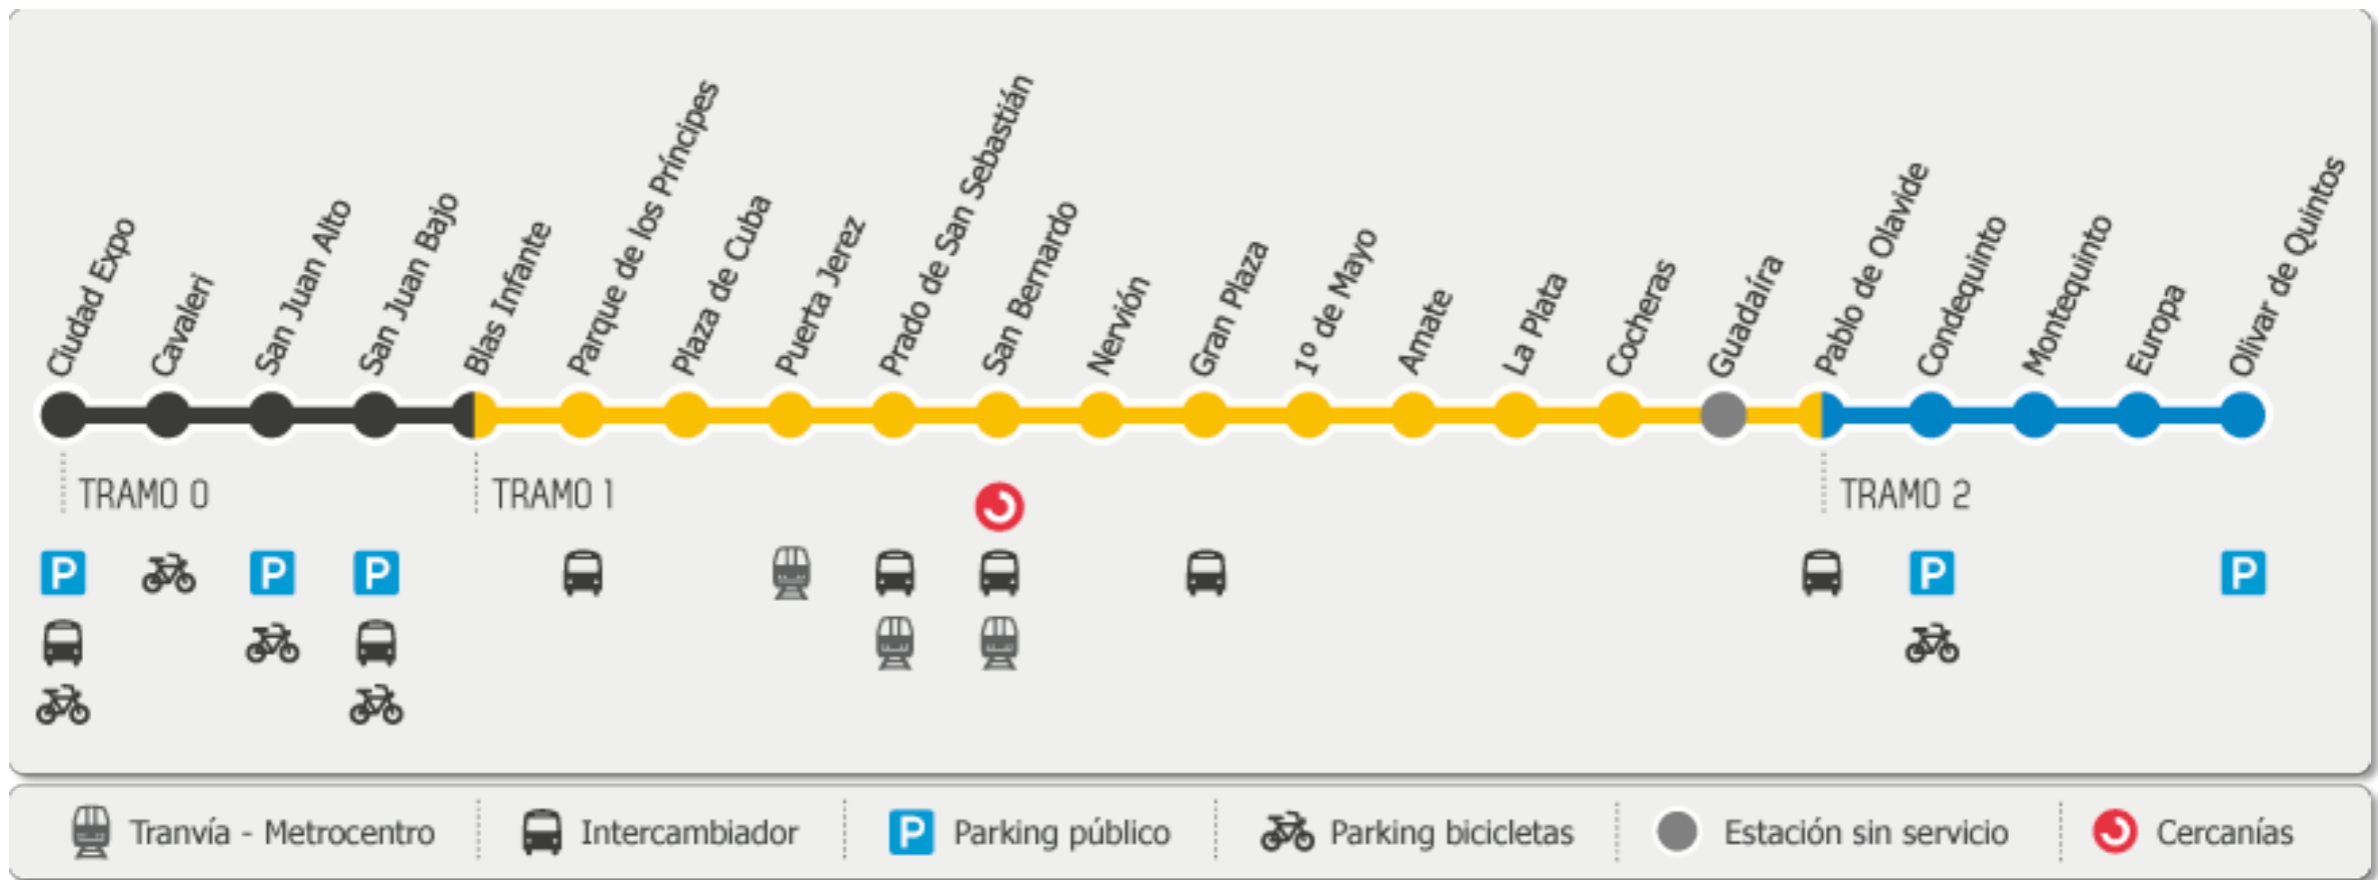 Ciudad Expo
Cavaleri
San Juan Alto
San Juan Bajo
Blas Infante
Parque de los Príncipes
Plaza de Cuba
Puerta Jerez
Prado de San Sebastián
San Bernardo
Nervión
Gran Plaza
1º de Mayo
Amate
La Plata
Cocheras
Guadaíra
Pablo de Olavide
Condequinto
Montequinto
Europa
Olivar de Quintos
TRAMO 0
TRAMO 1
TRAMO 2
P
P
P
P
P
Tranvía - Metrocentro
Intercambiador
P Parking público
Parking bicicletas
Estación sin servicio
Cercanías